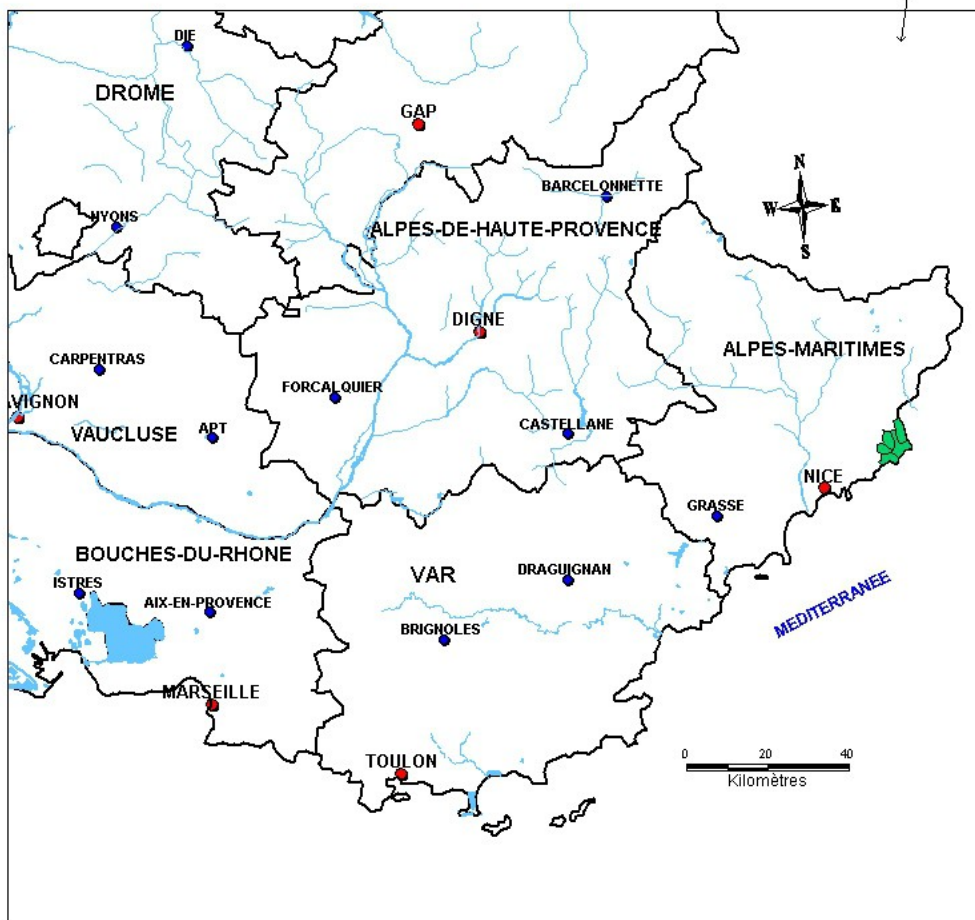 DIE
DROME
GAP
N
BARCELONNETTE
W E
NYONS
ALPES-DE-HAUTE-PROVENCE
S
DIGNE
ALPES-MARITIMES
CARPENTRAS
FORCALQUIER
AVIGNON
VAUCLUSE
APT
CASTELLANE
NICE
GRASSE
BOUCHES-DU-RHONE
VAR
DRAGUIGNAN
ISTRES
AIX-EN-PROVENCE
MEDITERRANEE
BRIGNOLES
MARSEILLE
TOULON
0 20 40
Kilomètres